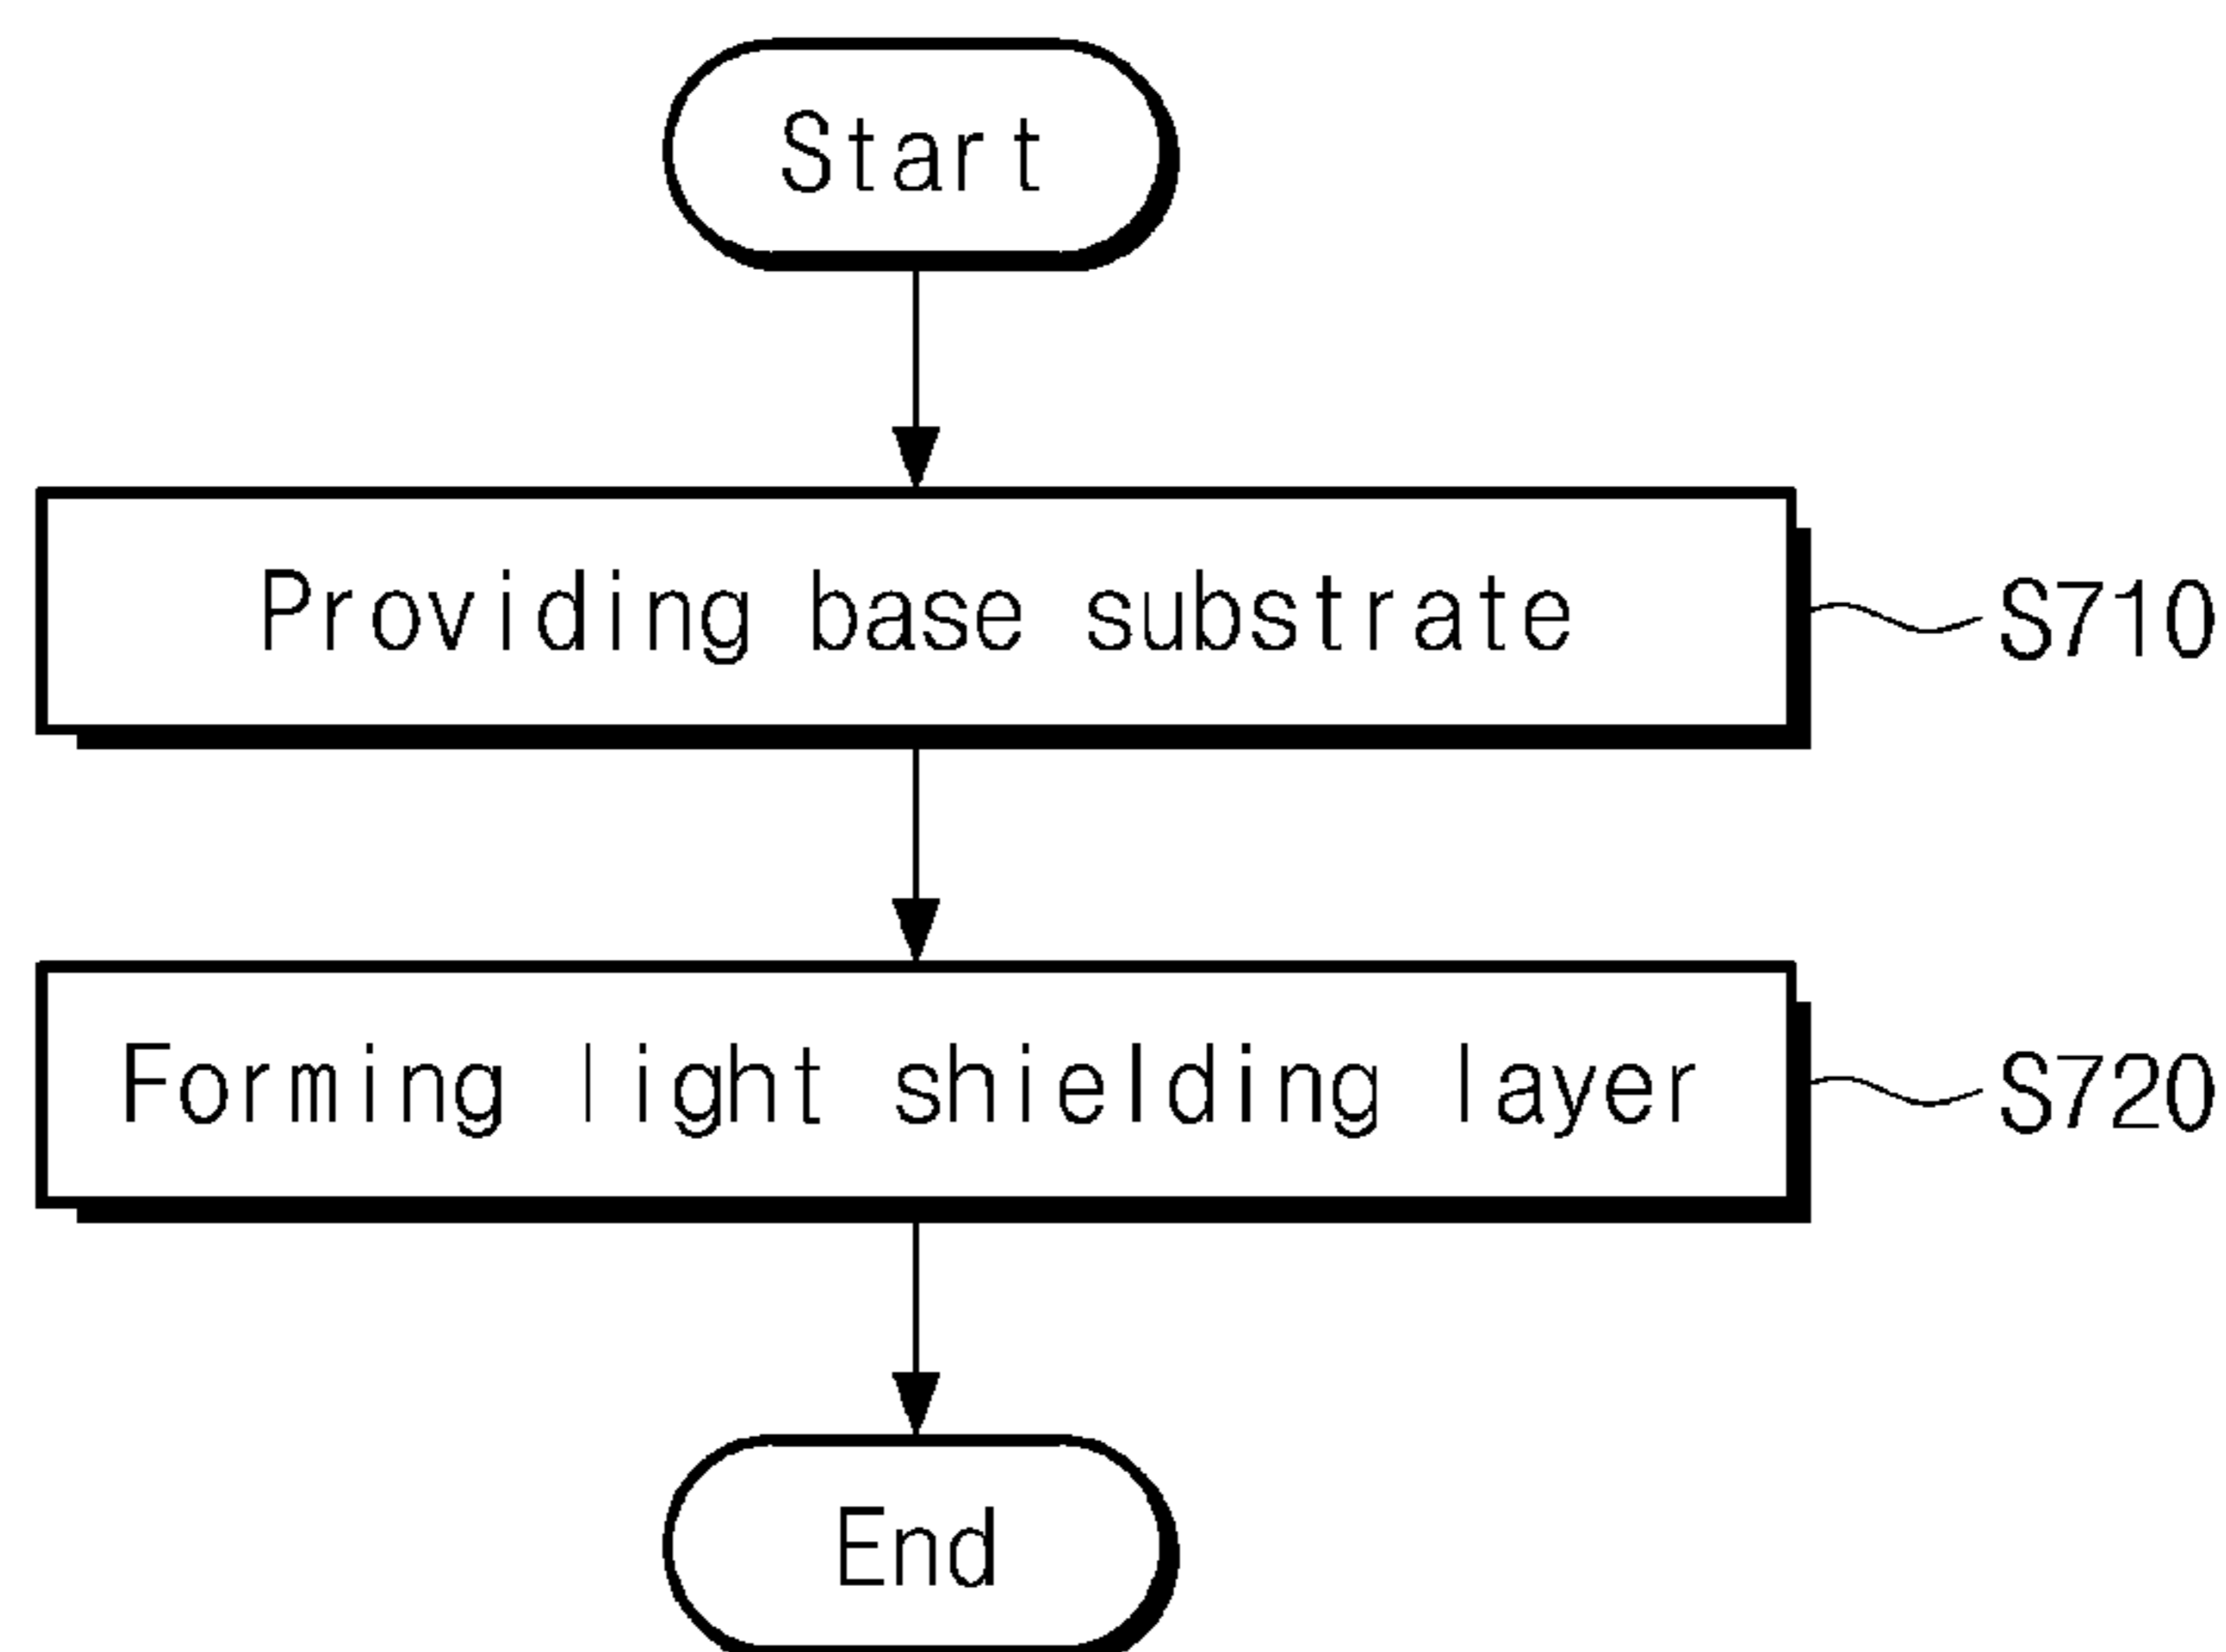 Start
Providing base substrate
S710
Forming light shielding layer
S720
End